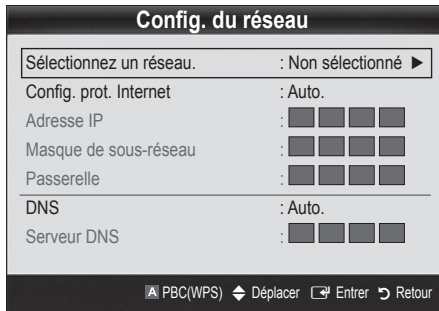 Config. du réseau
Sélectionnez un réseau. : Non sélectionné ▶
Config. prot. Internet : Auto.
Adresse IP :
Masque de sous-réseau :
Passerelle :
DNS : Auto.
Serveur DNS :
A PBC(WPS) Déplacer Entrer Retour